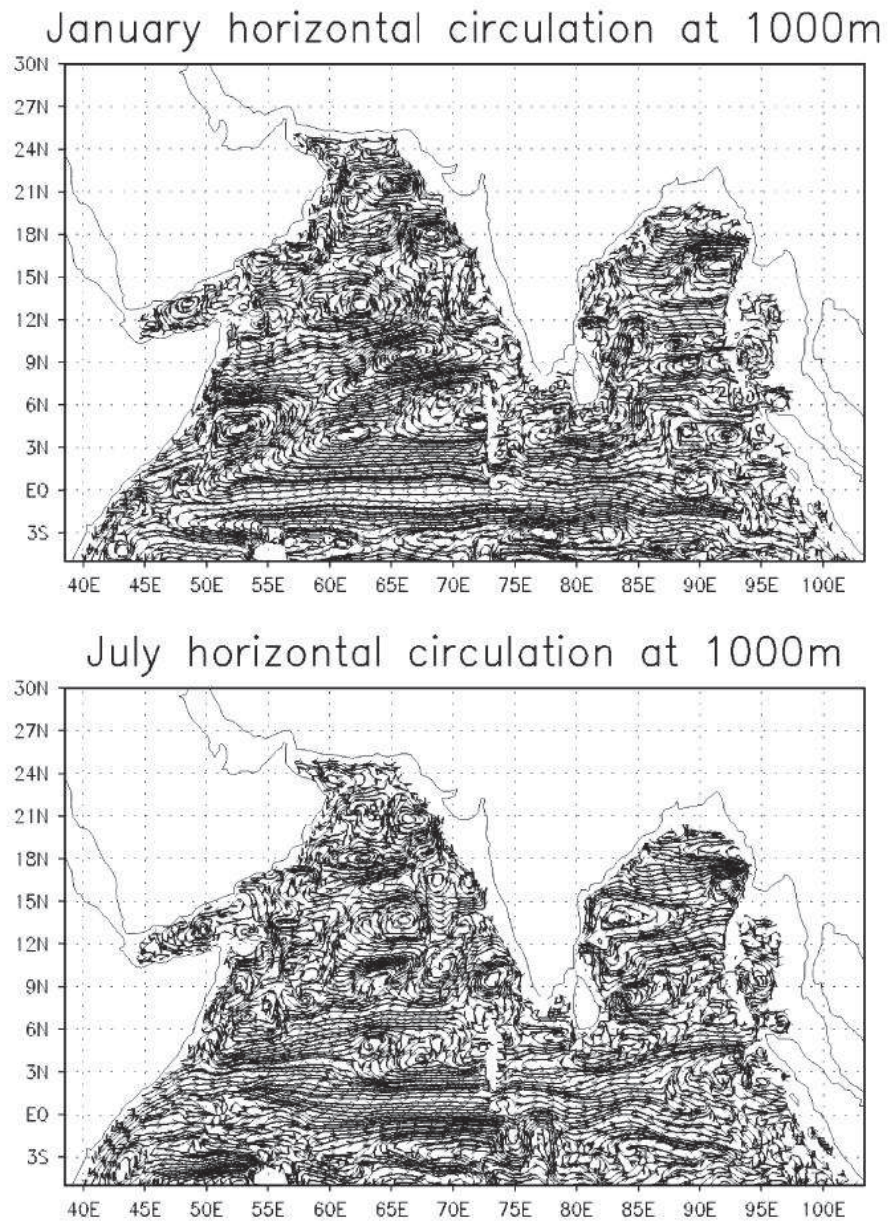 January horizontal circulation at 1000m
30N
27N
24N
21N
18N
15N
12N
9N
6N
3N
EQ
3S
40E 45E 50E 55E 60E 65E 70E 75E 80E 85E 90E 95E 100E
July horizontal circulation at 1000m
30N
27N
24N
21N
18N
15N
12N
9N
6N
3N
EQ
3S
40E 45E 50E 55E 60E 65E 70E 75E 80E 85E 90E 95E 100E